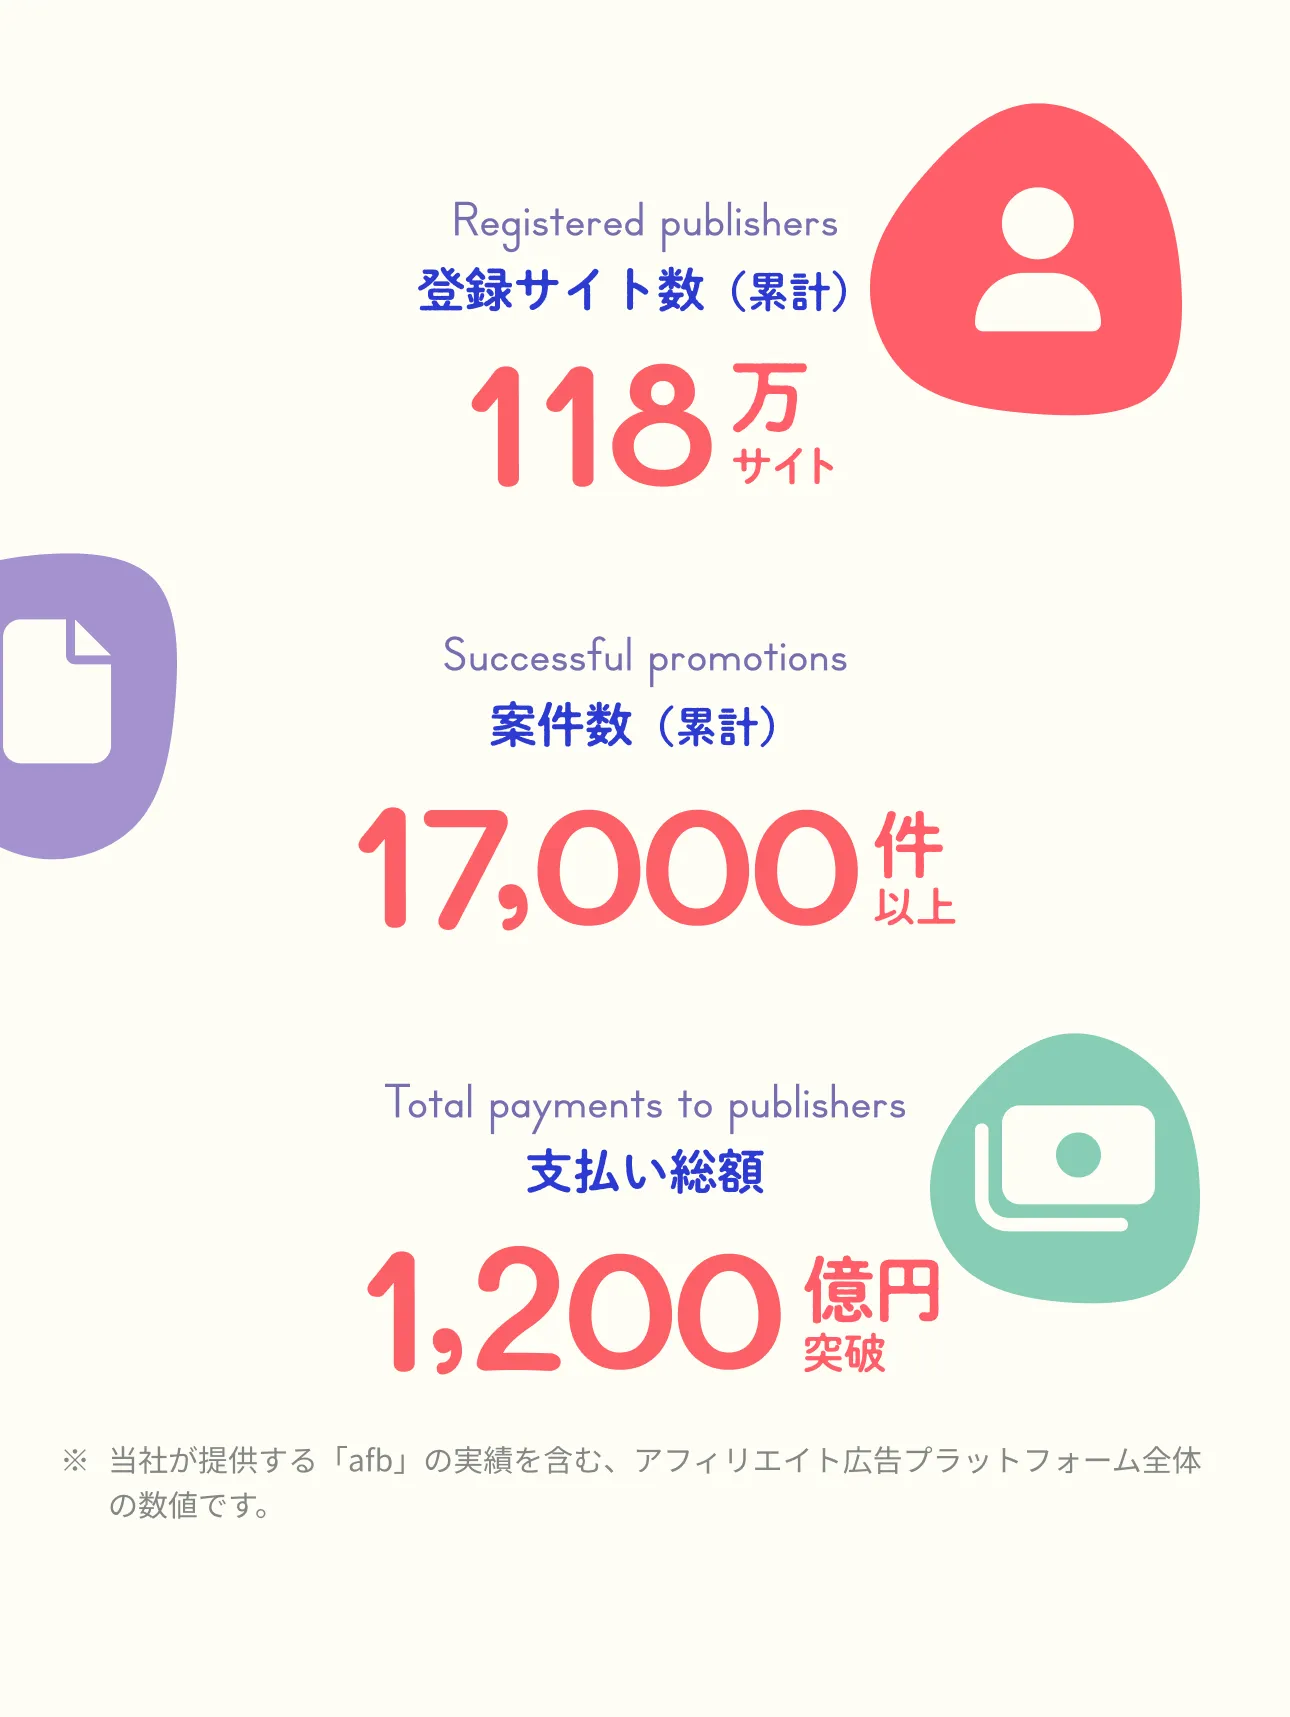 Registered publishers
登録サイト数（累計）
118万
サイト
Successful promotions
案件数（累計）
17,000件
以上
Total payments to publishers
支払い総額
1,200億円
突破
※ 当社が提供する「afb」の実績を含む、アフィリエイト広告プラットフォーム全体
の数値です。